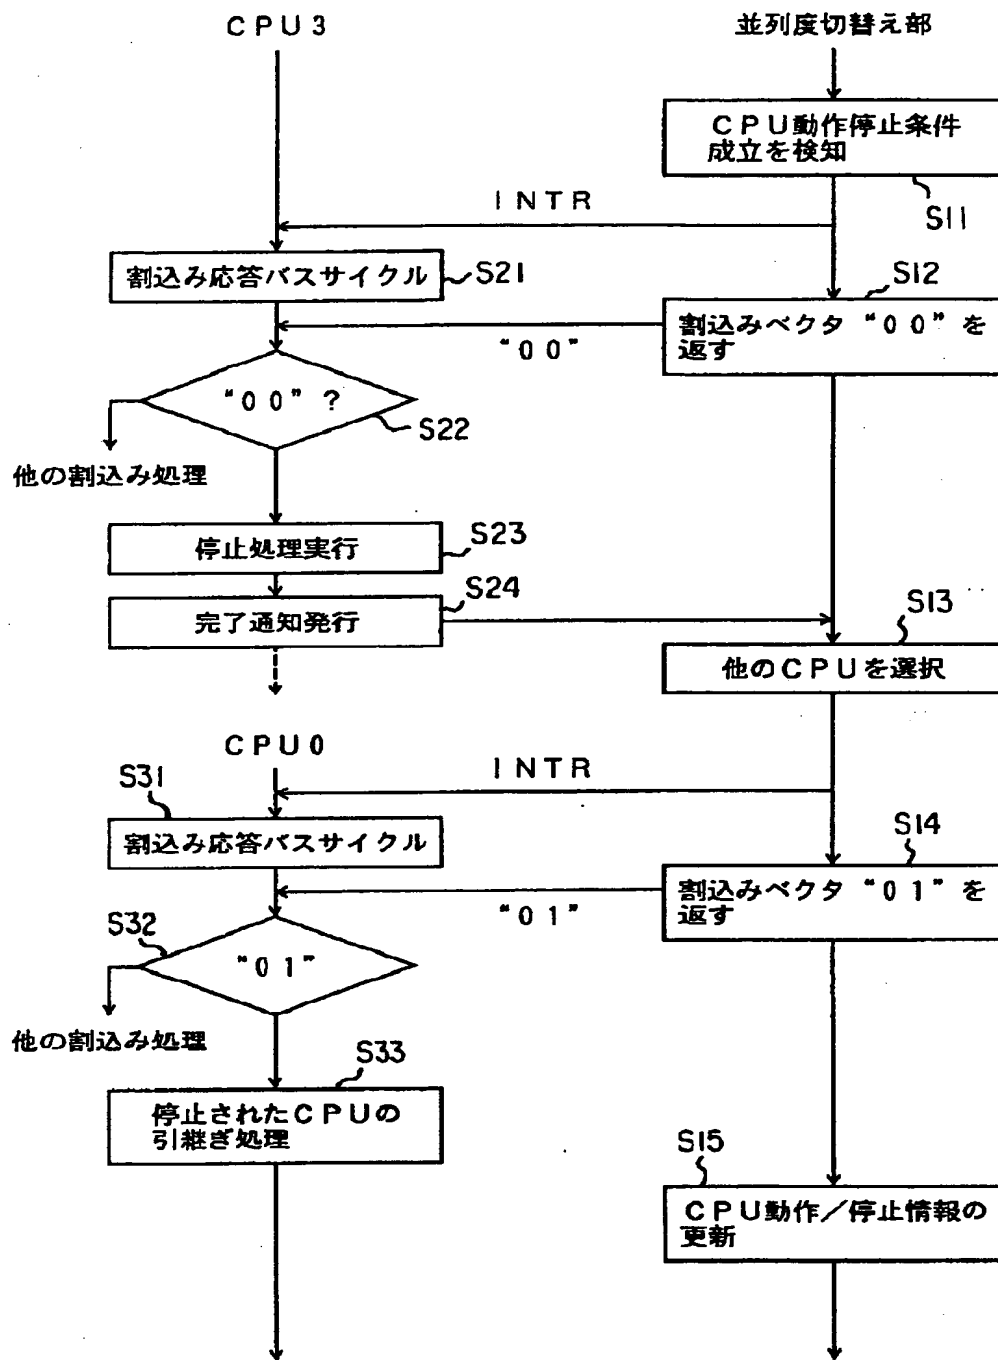 CPU3
並列度切替え部
CPU動作停止条件
成立を検知
S11
INTR
割込み応答バスサイクル
S21
S12
割込みベクタ “00” を
返す
“00”
“00” ?
S22
他の割込み処理
停止処理実行
S23
完了通知発行
S24
S13
他のCPUを選択
CPU0
INTR
S31
割込み応答バスサイクル
S14
割込みベクタ “01” を
返す
“01”
S32
“01”
他の割込み処理
S33
停止されたCPUの
引継ぎ処理
S15
CPU動作/停止情報の
更新